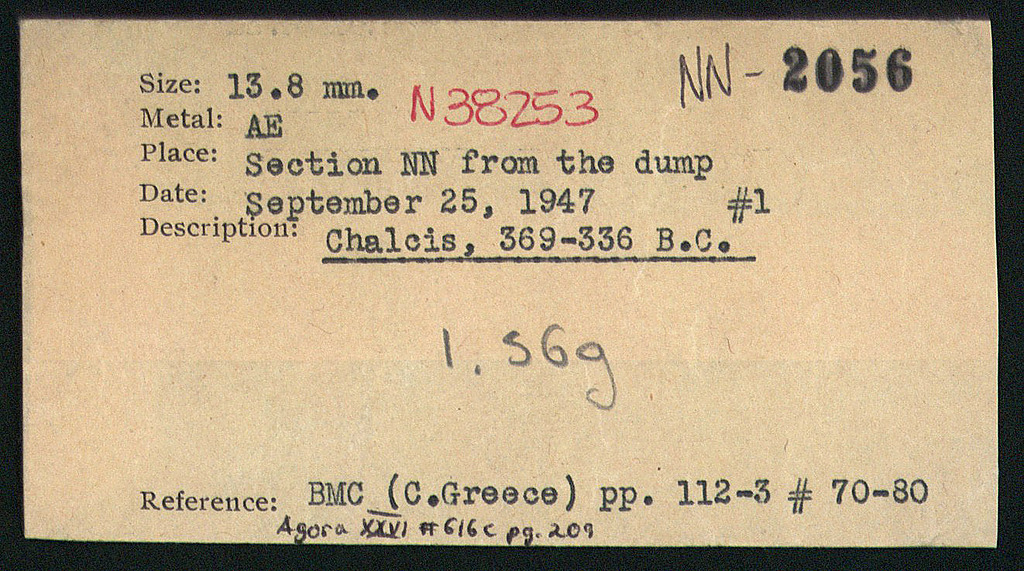 NN- 2056
Size: 13.8 mm.
N38253
Metal: AE
Place: Section NN from the dump
Date: September 25, 1947 #1
Description: Chalcis, 369-336 B.C.
1.56g
Reference: BMC (C.Greece) pp. 112-3 # 70-80
Agora XXVI #616c pg. 209